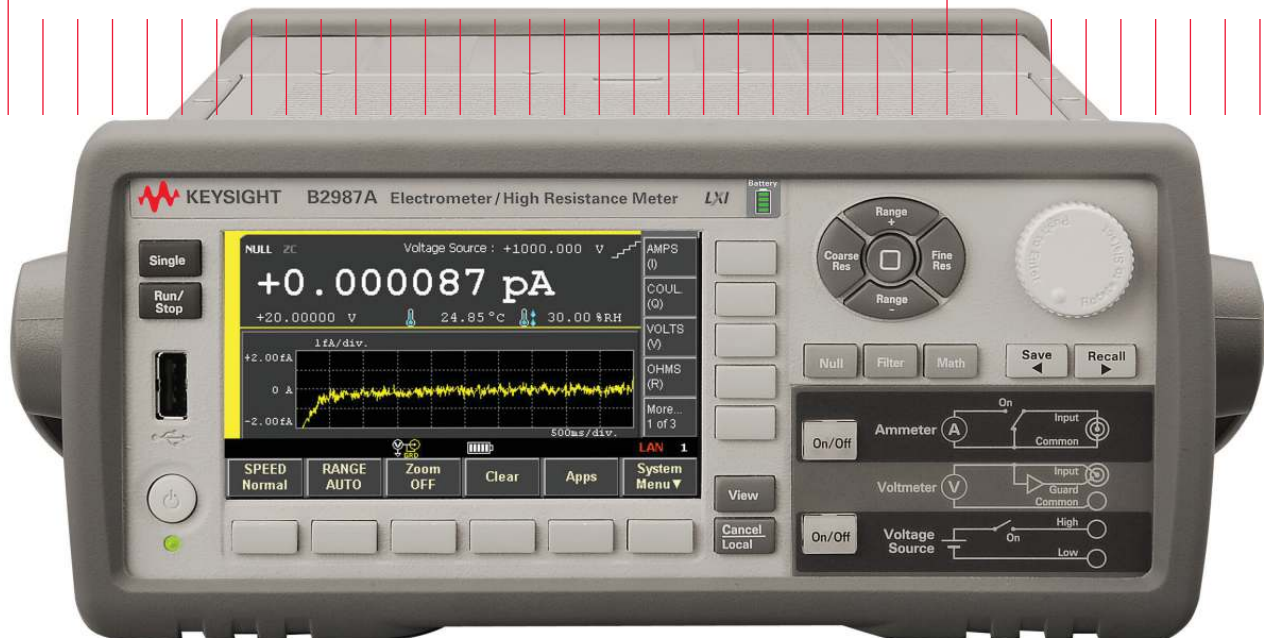 KEYSIGHT B2987A Electrometer/High Resistance Meter LXI
Battery
Single
Run/
Stop
NULL ZC Voltage Source : +1000.000 V
+0.000087 pA
+20.00000 V 24.85°C 30.00%RH
1fA/div.
+2.00fA
0 A
-2.00fA
500ms/div.
AMPS
(I)
COUL.
(Q)
VOLTS
(V)
OHMS
(R)
More...
1 of 3
GRD
LAN 1
SPEED
Normal
RANGE
AUTO
Zoom
OFF
Clear
Apps
System
Menu▼
View
Cancel
Local
Range
+
Coarse
Res
Fine
Res
Range
-
Push to Enter
Null
Filter
Math
Save
◀
Recall
▶
On/Off
Ammeter
A
On
Input
Common
Voltmeter
V
Input
Guard
Common
On/Off
Voltage
Source
On
High
Low